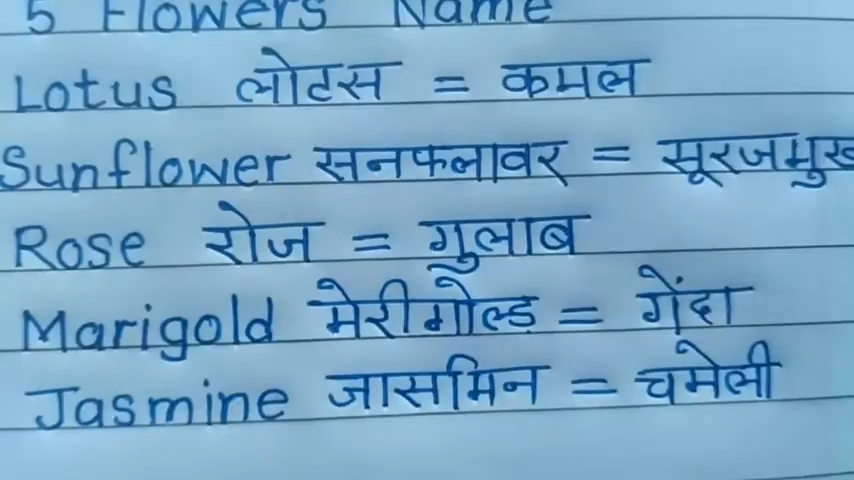 5 Flowers Name
Lotus लोटस = कमल
Sunflower सनफलावर = सूरजमुख
Rose रोज = गुलाब
Marigold मेरीगोल्ड = गेंदा
Jasmine जासमिन = चमेली